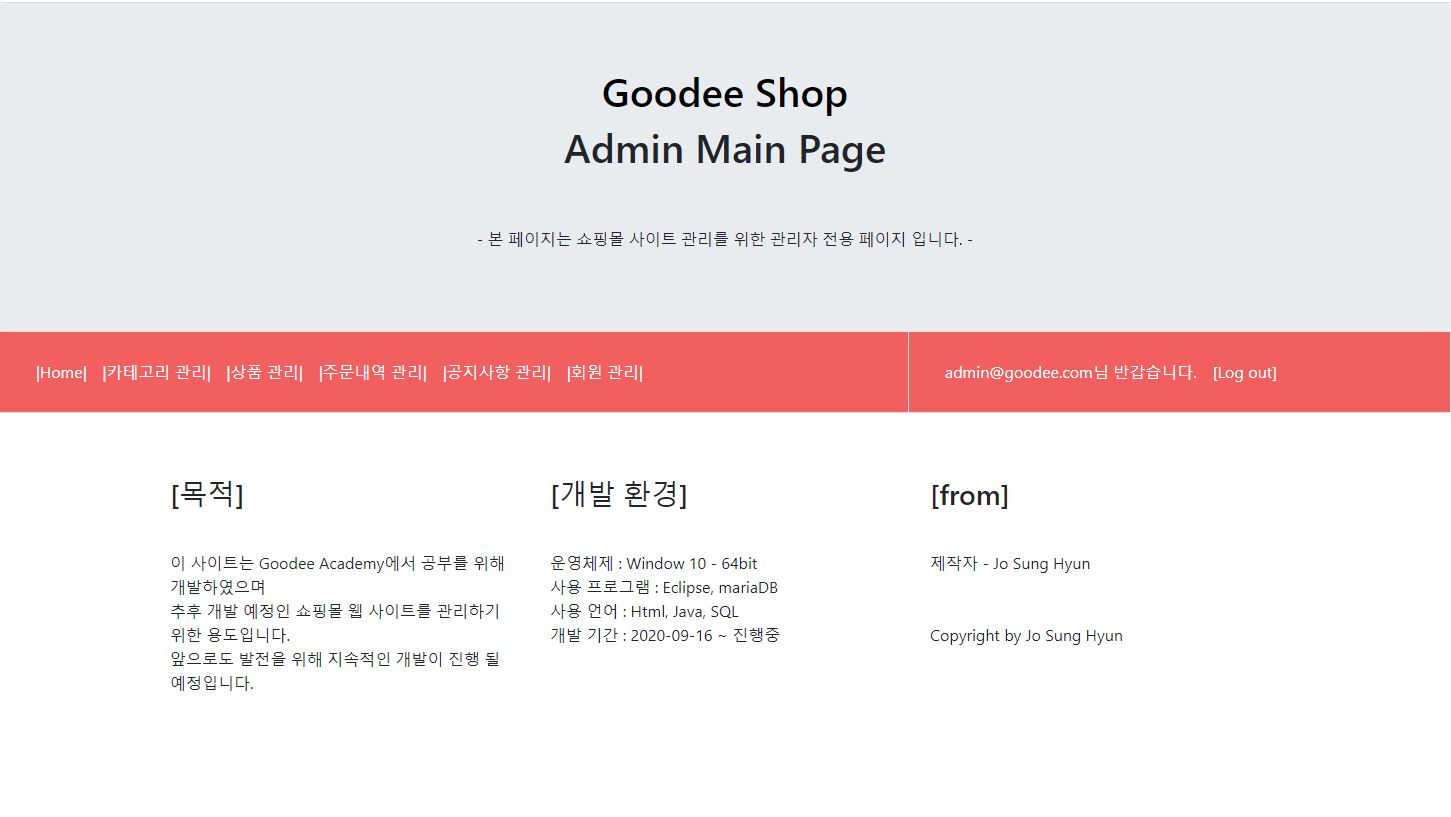 Goodee Shop
Admin Main Page
- 본 페이지는 쇼핑몰 사이트 관리를 위한 관리자 전용 페이지 입니다. -
|Home| |카테고리 관리| |상품 관리| |주문내역 관리| |공지사항 관리| |회원 관리|
admin@goodee.com님 반갑습니다. [Log out]
[목적]
이 사이트는 Goodee Academy에서 공부를 위해
개발하였으며
추후 개발 예정인 쇼핑몰 웹 사이트를 관리하기
위한 용도입니다.
앞으로도 발전을 위해 지속적인 개발이 진행 될
예정입니다.
[개발 환경]
운영체제 : Window 10 - 64bit
사용 프로그램 : Eclipse, mariaDB
사용 언어 : Html, Java, SQL
개발 기간 : 2020-09-16 ~ 진행중
[from]
제작자 - Jo Sung Hyun
Copyright by Jo Sung Hyun